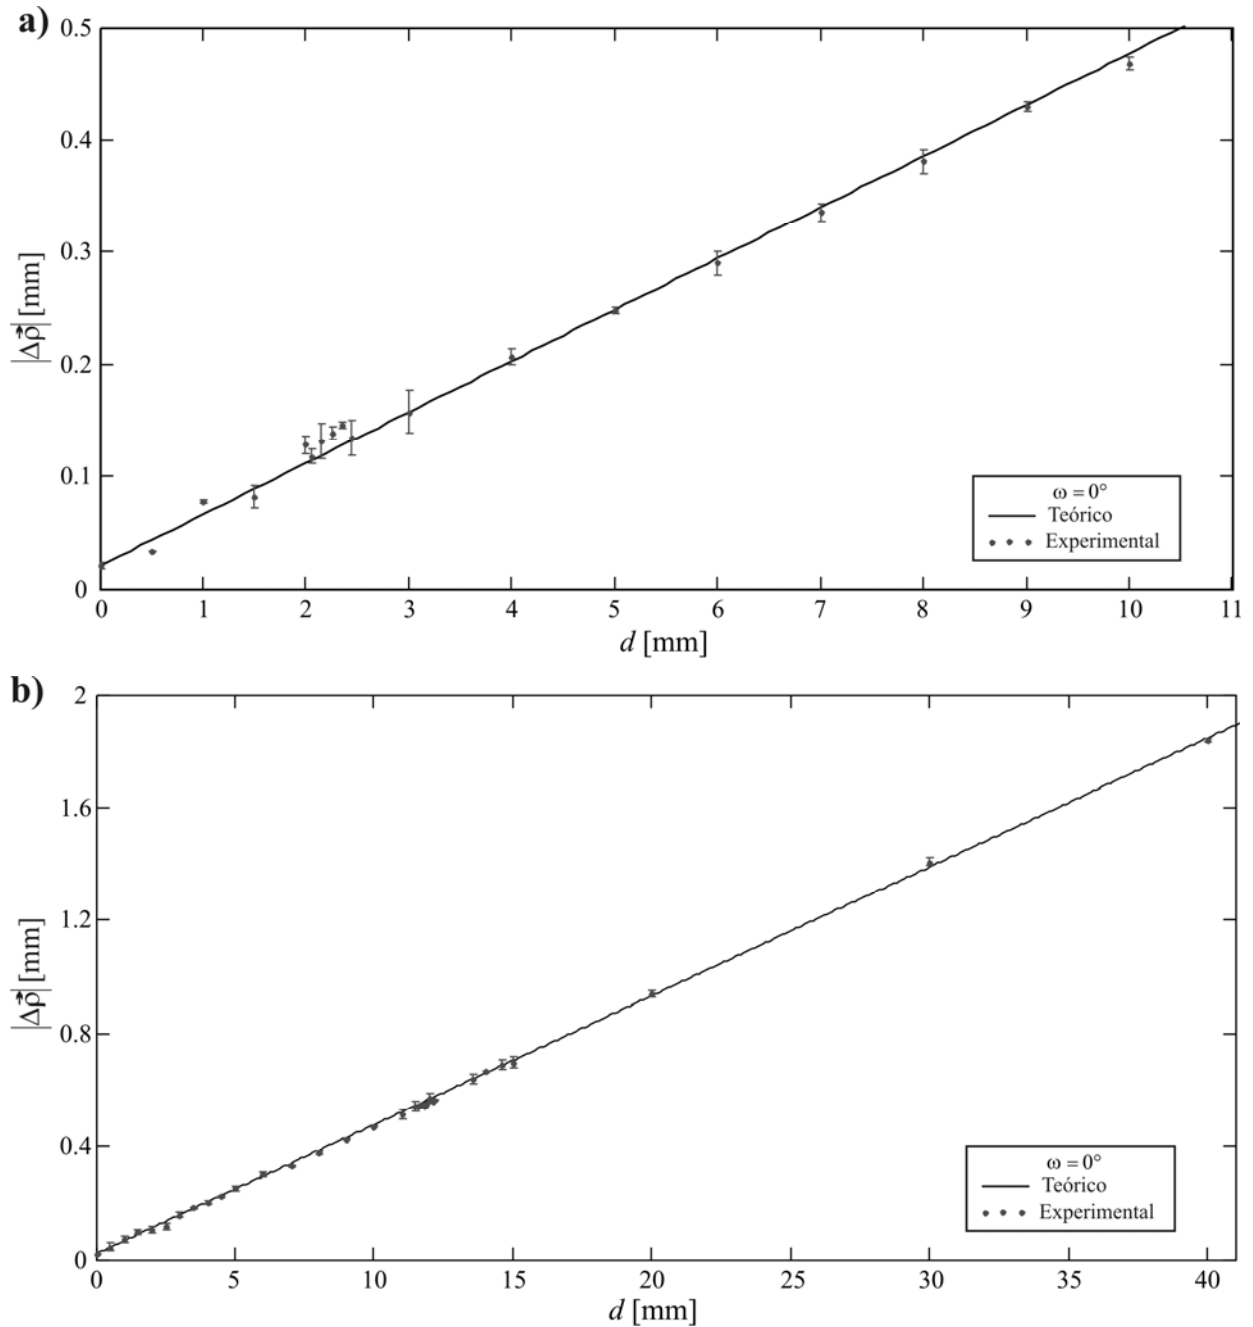 a)
0.5
0.4
0.3
0.2
0.1
0
|Δρ⃗| [mm]
ω = 0°
Teórico
Experimental
0 1 2 3 4 5 6 7 8 9 10 11
d [mm]
b)
2
1.6
1.2
0.8
0.4
0
|Δρ⃗| [mm]
ω = 0°
Teórico
Experimental
0 5 10 15 20 25 30 35 40
d [mm]